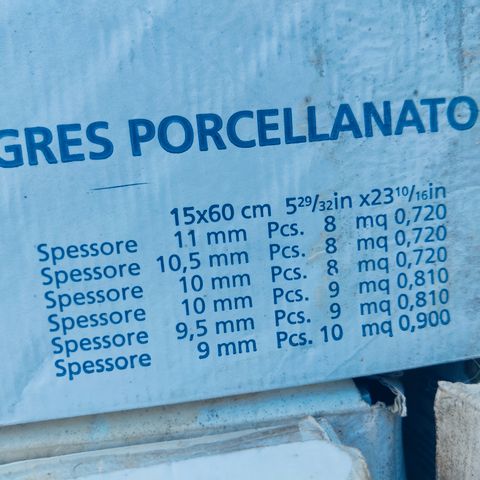 GRES PORCELLANATO
15x60 cm 5 29/32in x23 10/16in
Spessore 11 mm Pcs. 8 mq 0,720
Spessore 10,5 mm Pcs. 8 mq 0,720
Spessore 10 mm Pcs. 8 mq 0,720
Spessore 10 mm Pcs. 9 mq 0,810
Spessore 9,5 mm Pcs. 9 mq 0,810
Spessore 9 mm Pcs. 10 mq 0,900